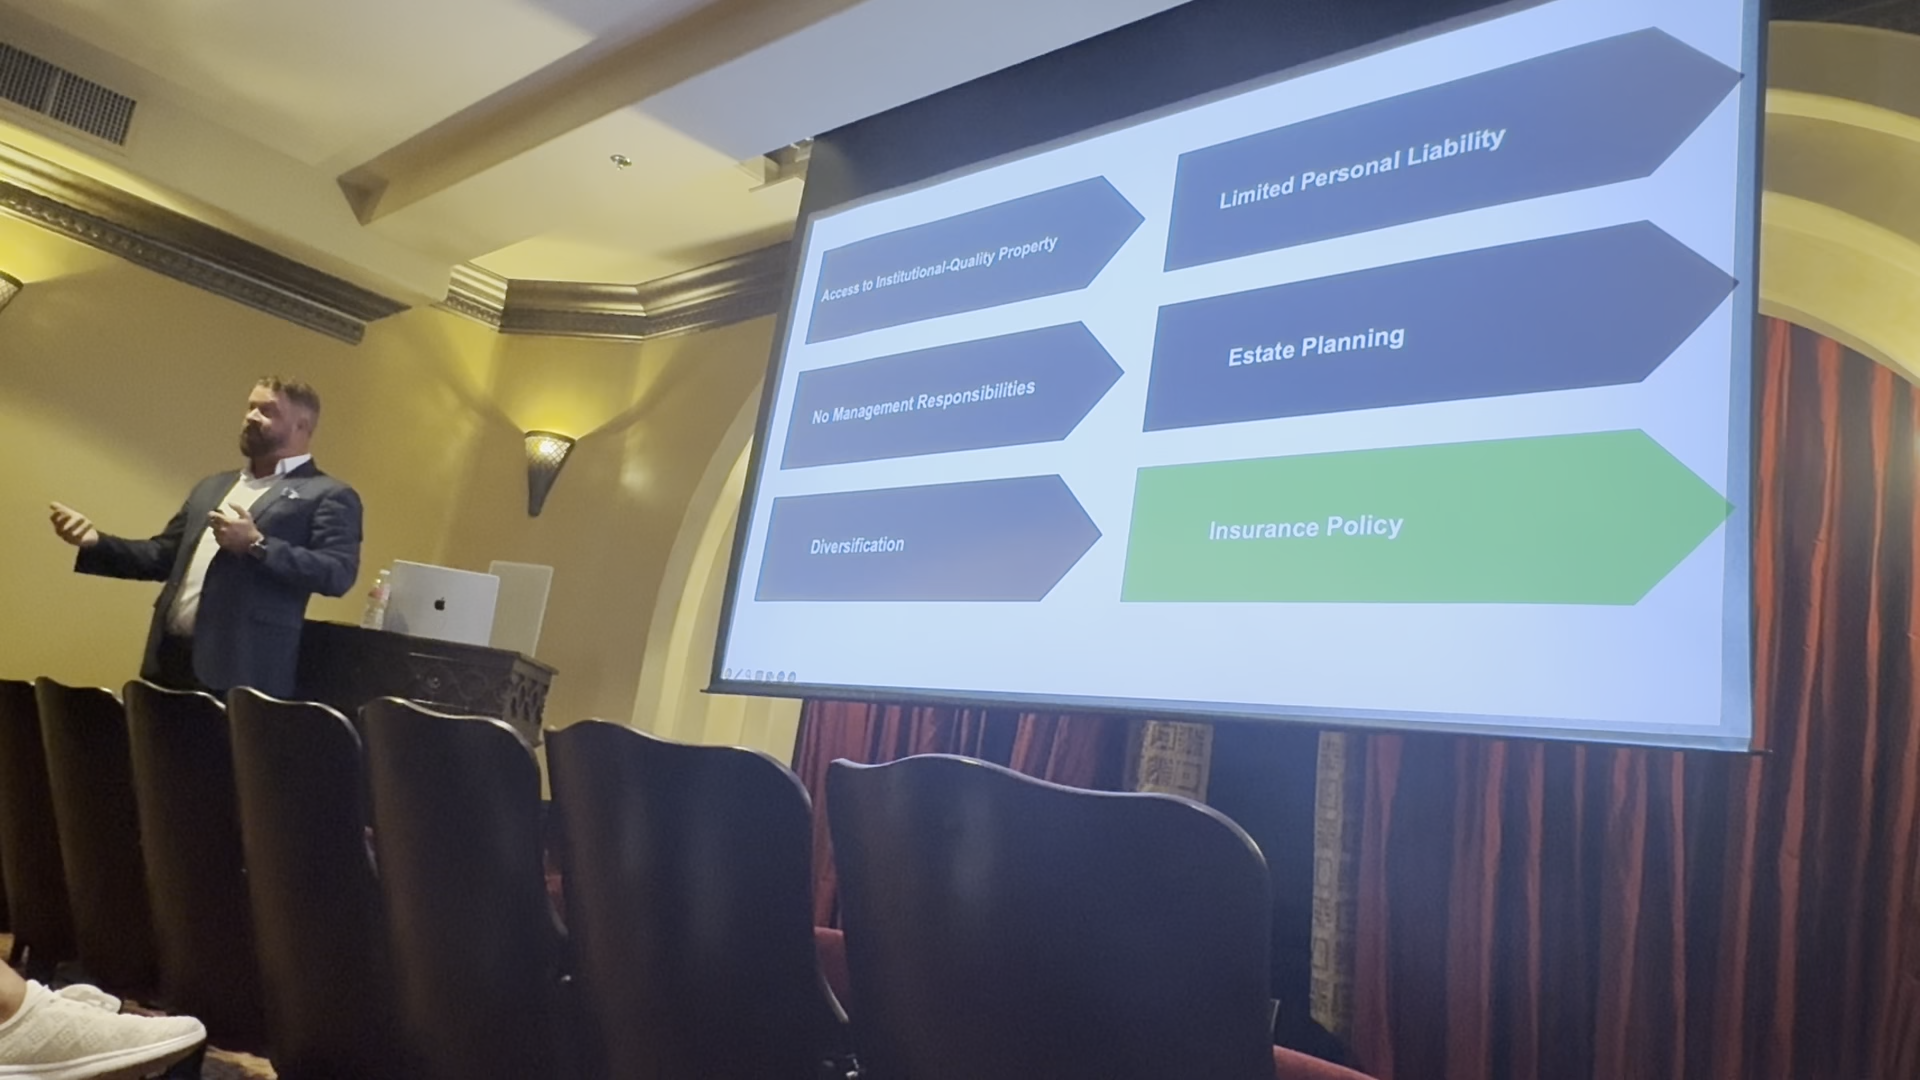 Access to Institutional-Quality Property
No Management Responsibilities
Diversification
Limited Personal Liability
Estate Planning
Insurance Policy